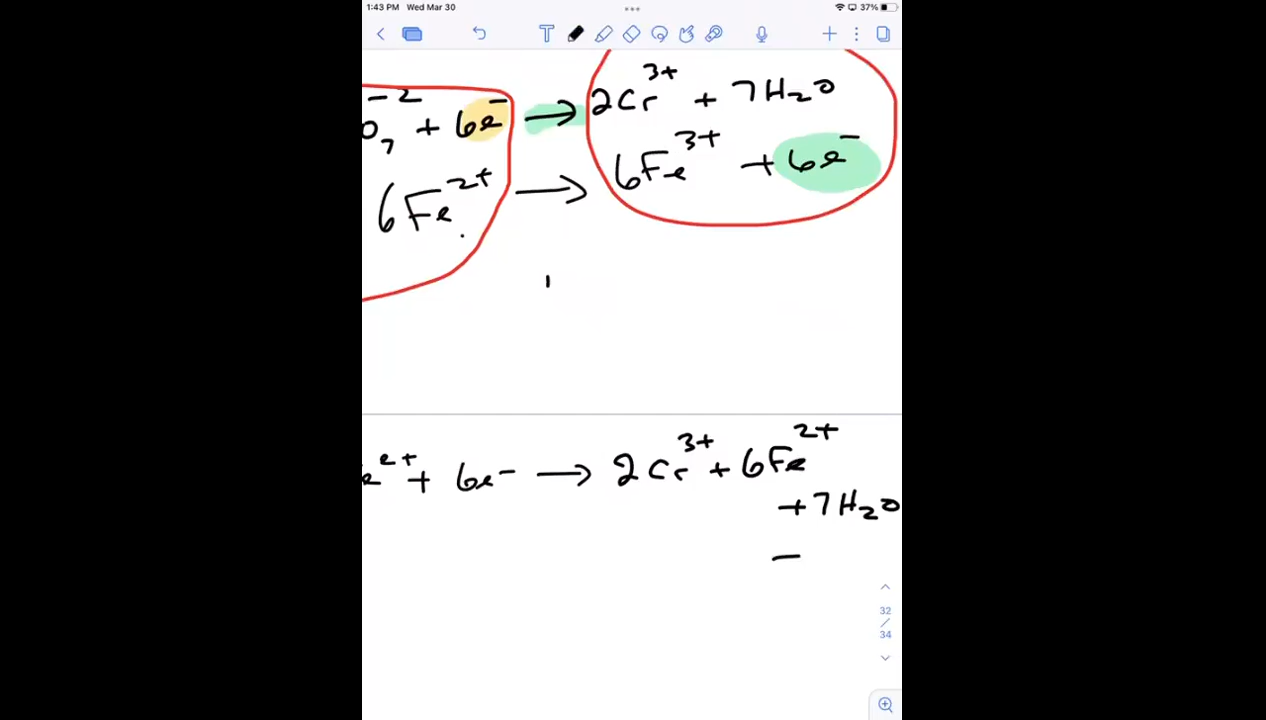 1:43 PM Wed Mar 30
37%
O₇⁻² + 6e⁻ → 2Cr³⁺ + 7H₂O
6Fe²⁺ → 6Fe³⁺ + 6e⁻
e²⁺ + 6e⁻ → 2Cr³⁺ + 6Fe²⁺
+ 7H₂O
32
/
34